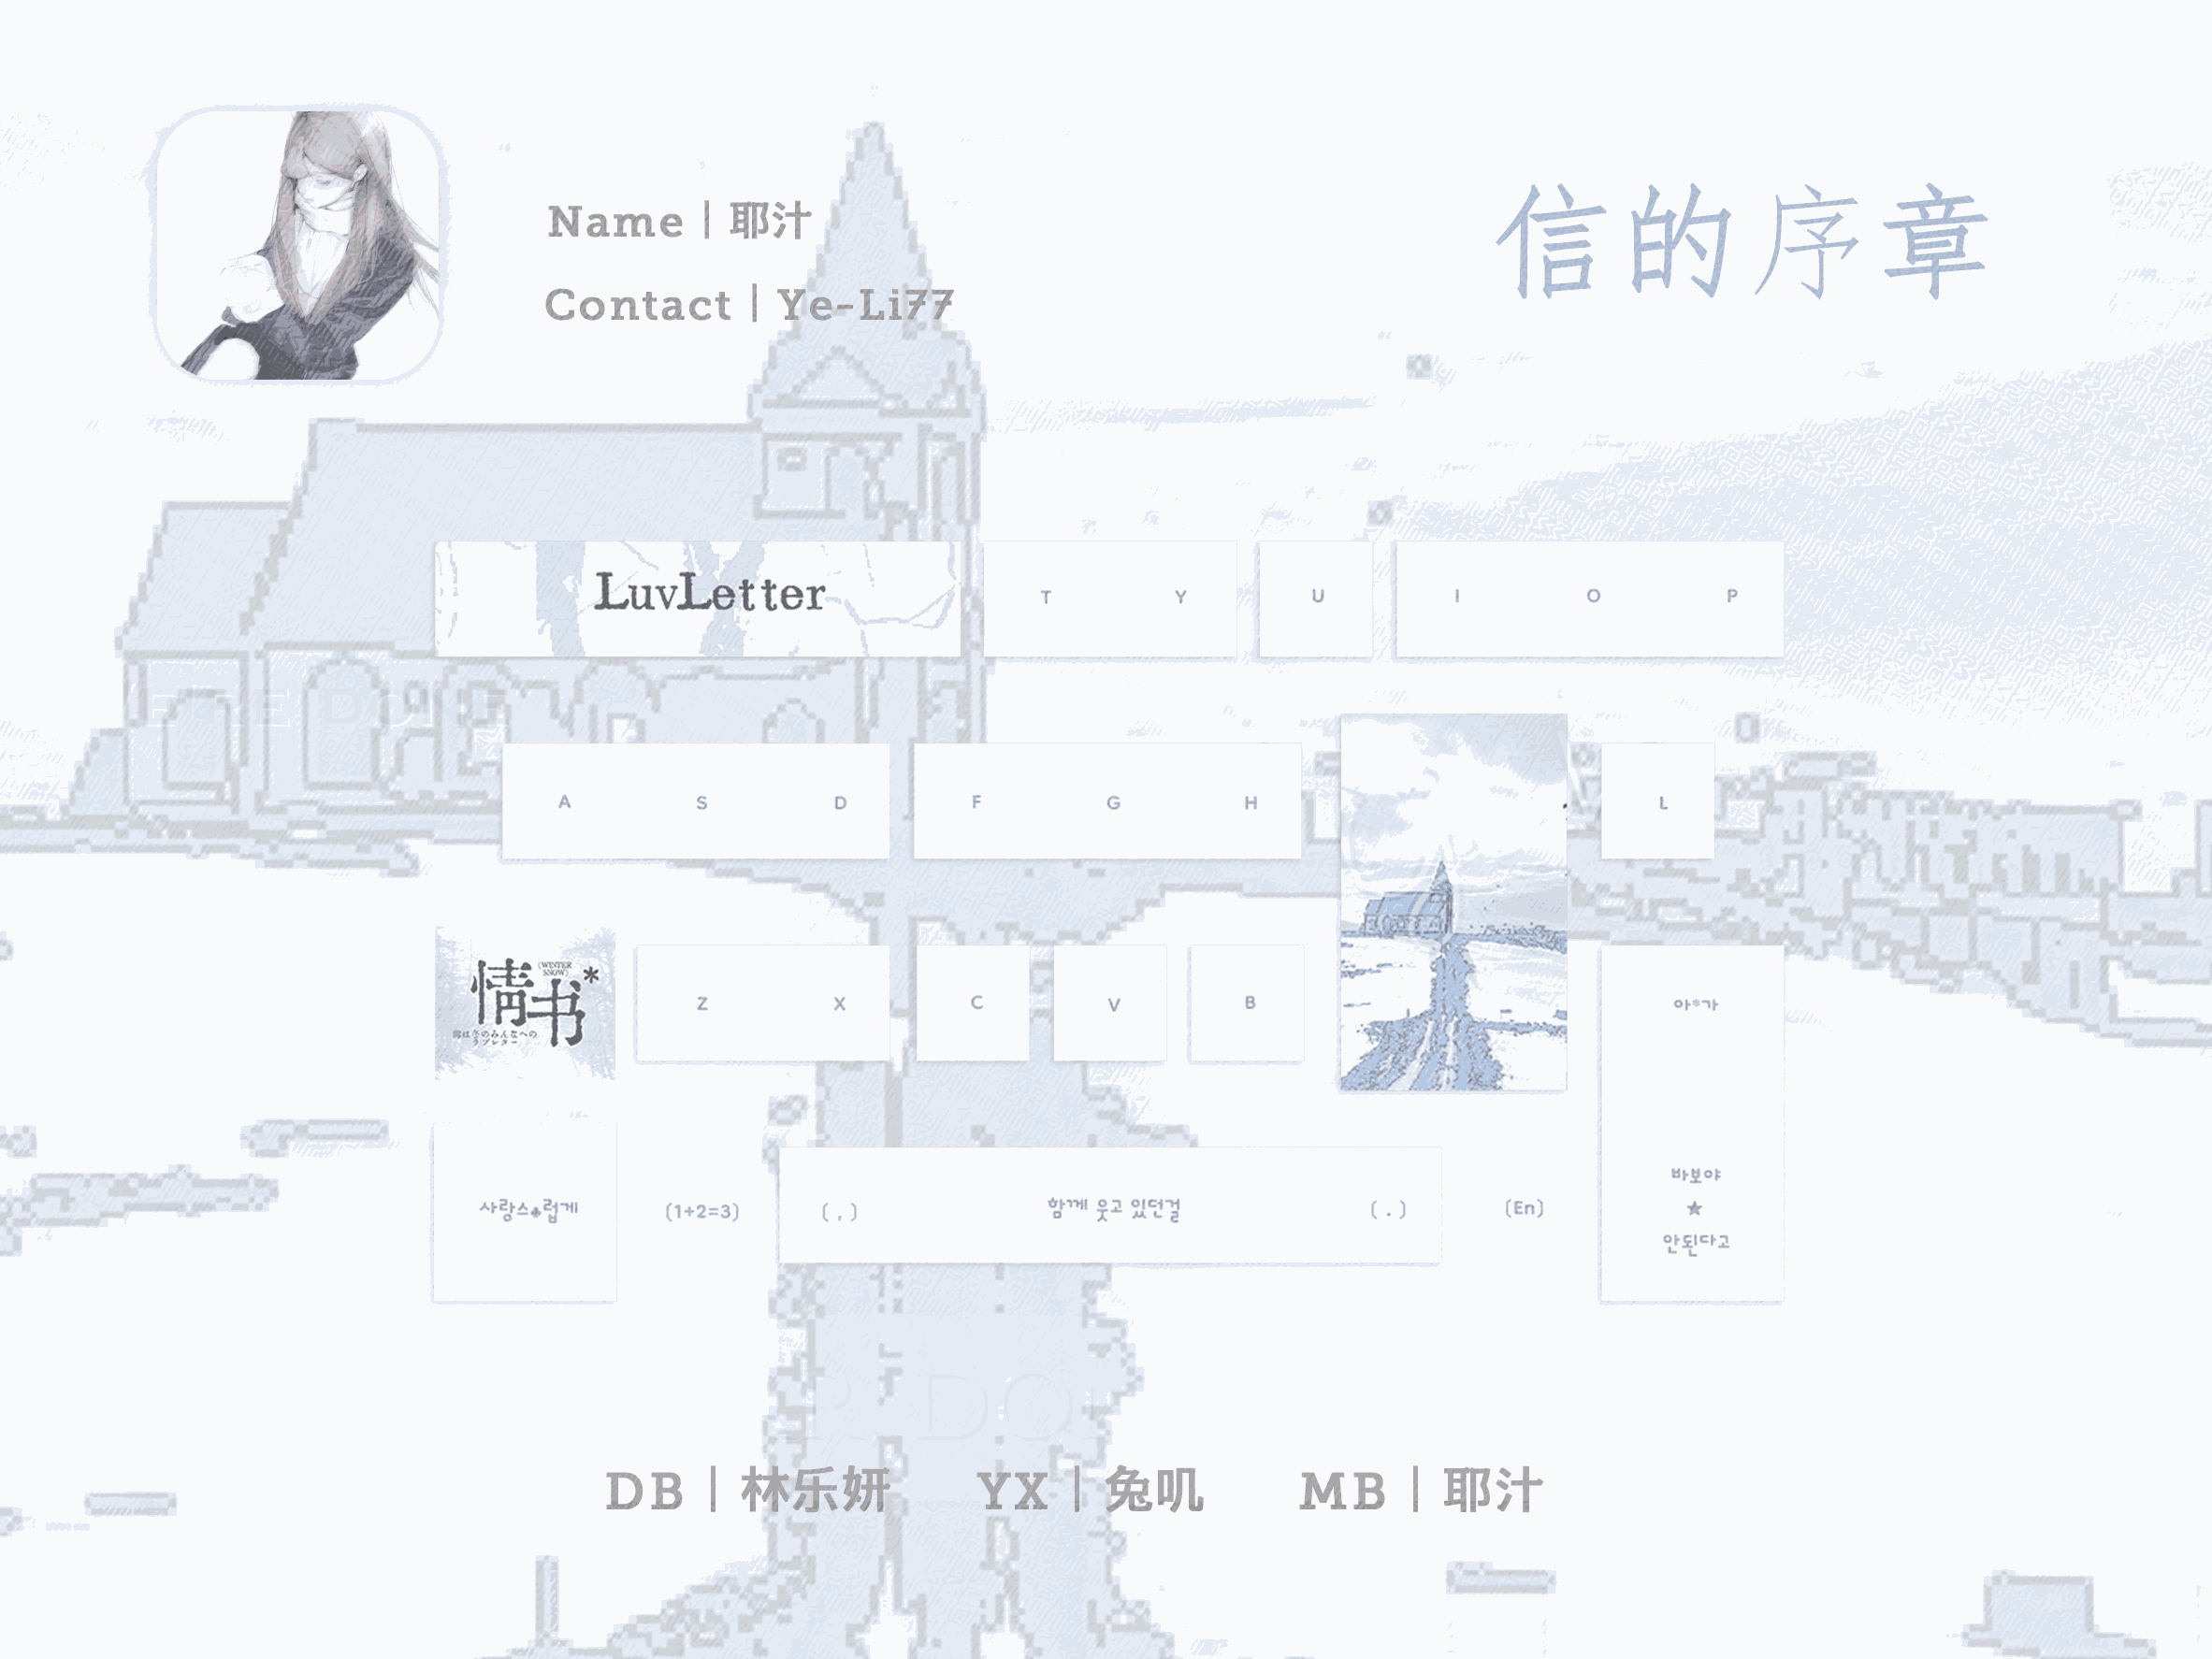 Name | 耶汁
Contact | Ye-Li77
信的序章
LuvLetter
T Y U I O P
A S D F G H L
情书*
(WINTER SNOW)
Z X C V B
아*가
사랑스◆럽게
(1+2=3)
( , )
함께 웃고 있던걸
( . )
(En)
바보야
★
안된다고
DB | 林乐妍 YX | 兔叽 MB | 耶汁